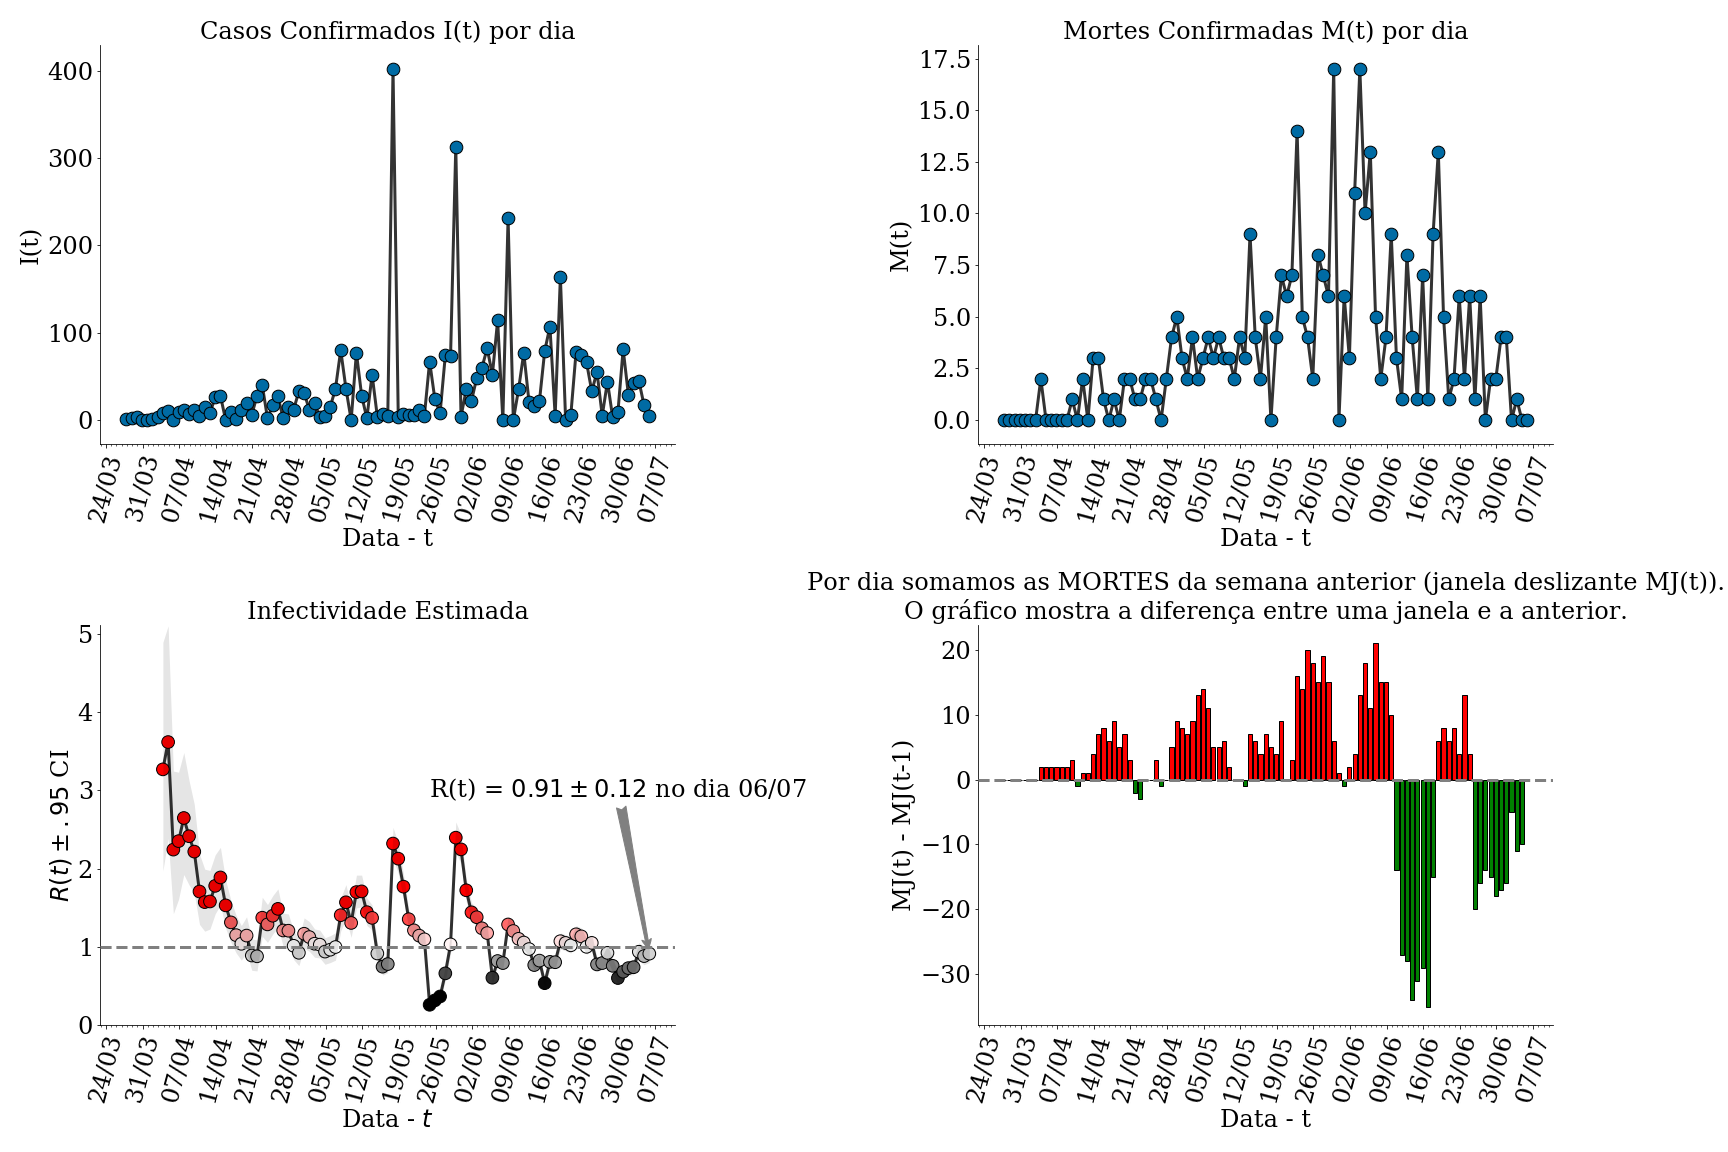 Casos Confirmados I(t) por dia
I(t)
400
300
200
100
0
24/03 31/03 07/04 14/04 21/04 28/04 05/05 12/05 19/05 26/05 02/06 09/06 16/06 23/06 30/06 07/07
Data - t
Mortes Confirmadas M(t) por dia
M(t)
17.5
15.0
12.5
10.0
7.5
5.0
2.5
0.0
24/03 31/03 07/04 14/04 21/04 28/04 05/05 12/05 19/05 26/05 02/06 09/06 16/06 23/06 30/06 07/07
Data - t
Infectividade Estimada
R(t) ± .95 CI
5
4
3
2
1
0
R(t) = 0.91 ± 0.12 no dia 06/07
24/03 31/03 07/04 14/04 21/04 28/04 05/05 12/05 19/05 26/05 02/06 09/06 16/06 23/06 30/06 07/07
Data - t
Por dia somamos as MORTES da semana anterior (janela deslizante MJ(t)).
O gráfico mostra a diferença entre uma janela e a anterior.
MJ(t) - MJ(t-1)
20
10
0
−10
−20
−30
24/03 31/03 07/04 14/04 21/04 28/04 05/05 12/05 19/05 26/05 02/06 09/06 16/06 23/06 30/06 07/07
Data - t